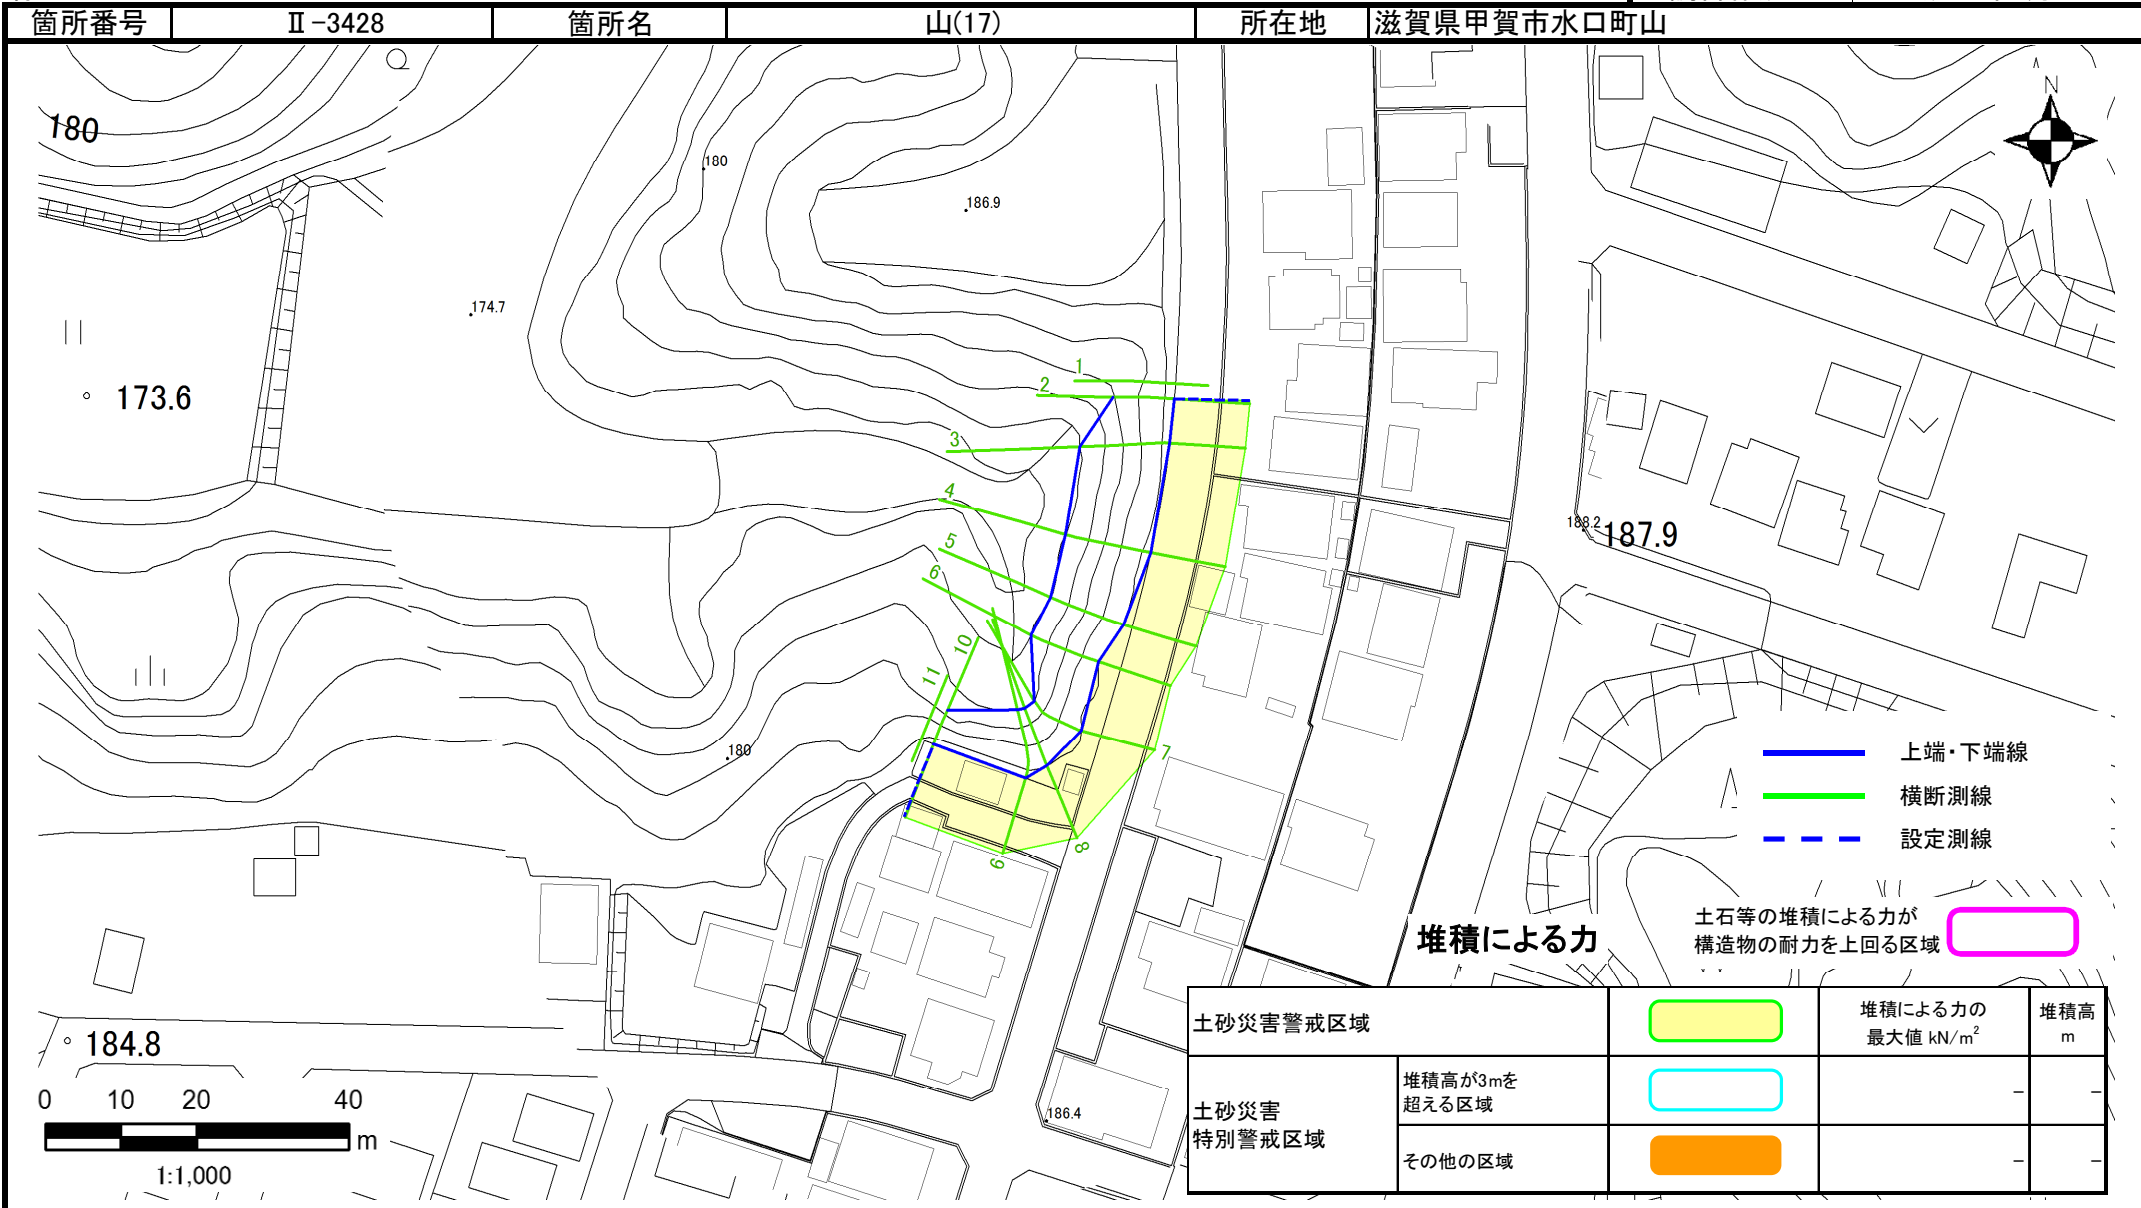 箇所番号 Ⅱ-3428 箇所名 山(17) 所在地 滋賀県甲賀市水口町山
180
180
186.9
N
174.7
173.6
1
2
3
4
5
6
10
11
7
8
9
188.2
187.9
180
上端・下端線
横断測線
設定測線
堆積による力
土石等の堆積による力が
構造物の耐力を上回る区域
184.8
186.4
0 10 20 40
m
1:1,000
土砂災害警戒区域
堆積による力の
最大値 kN/m²
堆積高
m
土砂災害
特別警戒区域
堆積高が3mを
超える区域
- -
その他の区域
- -